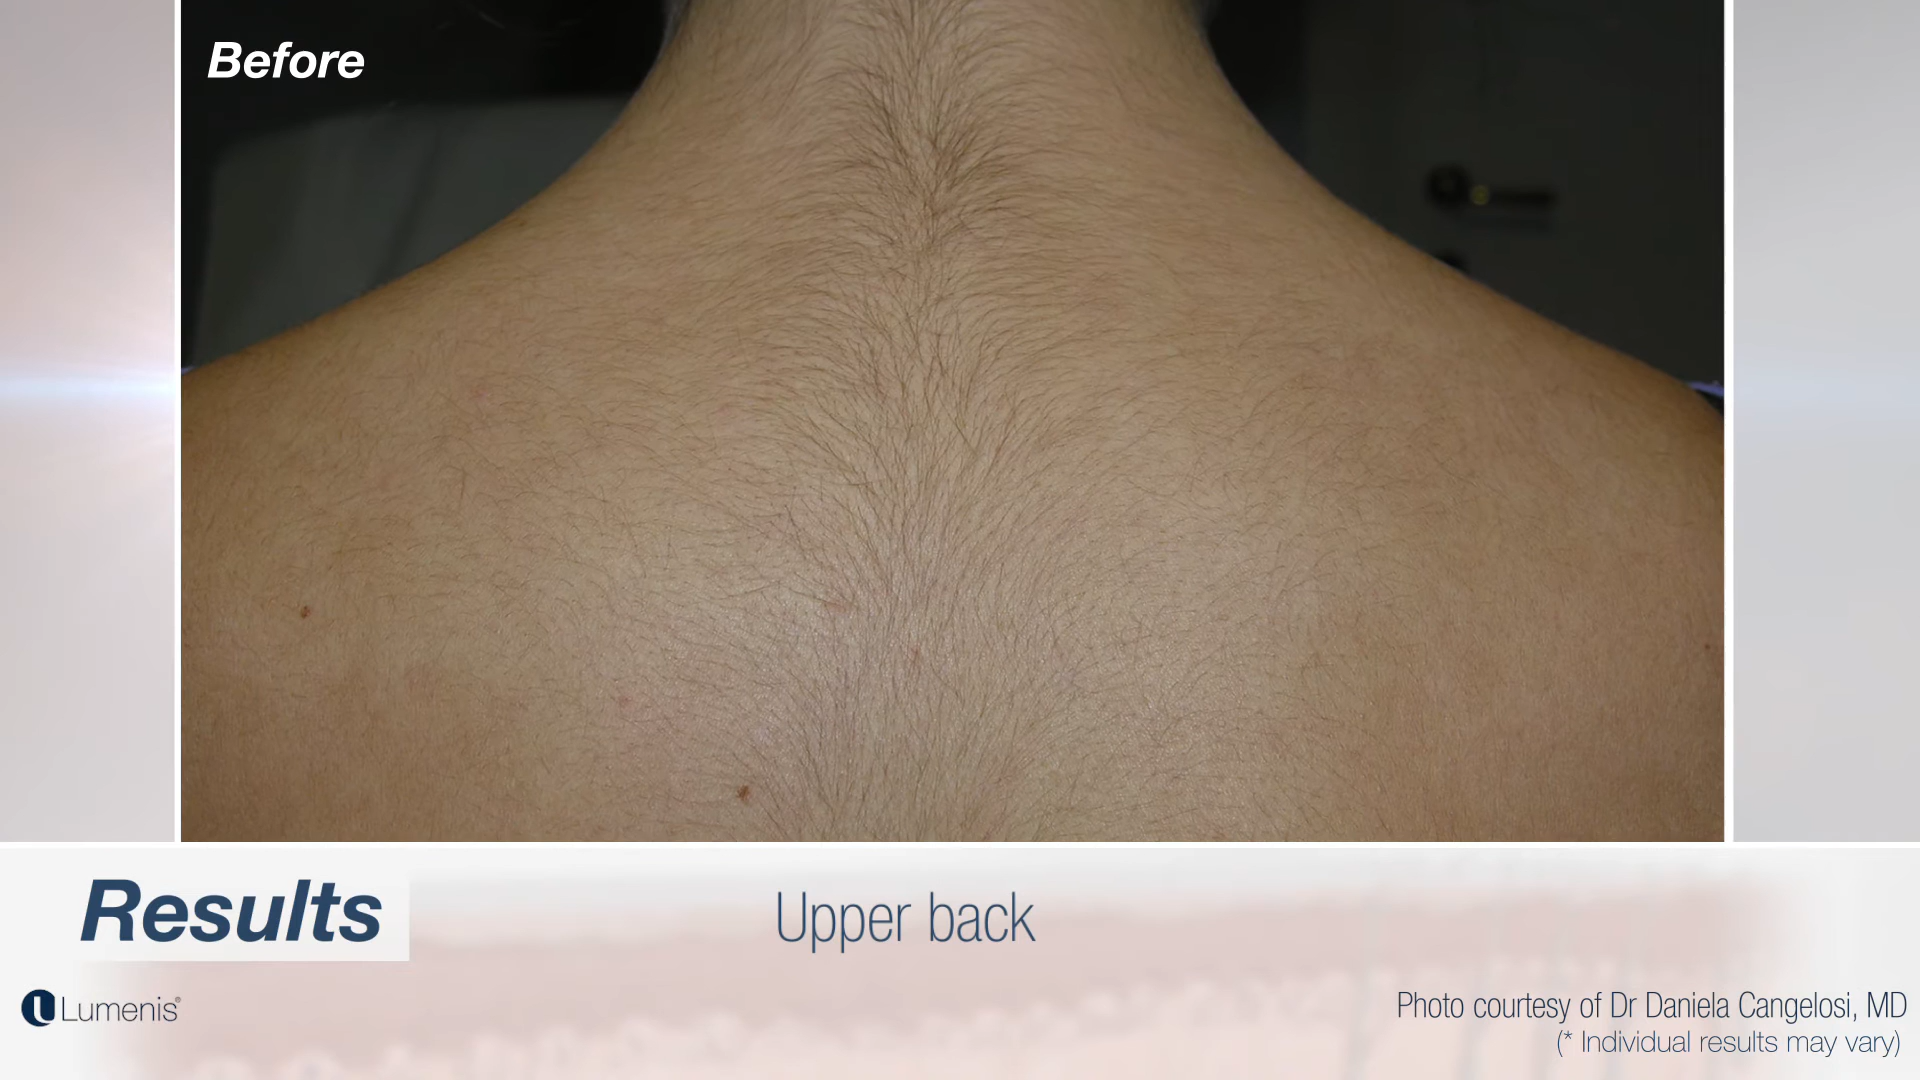 Before
Results
Upper back
Lumenis®
Photo courtesy of Dr Daniela Cangelosi, MD
(* Individual results may vary)